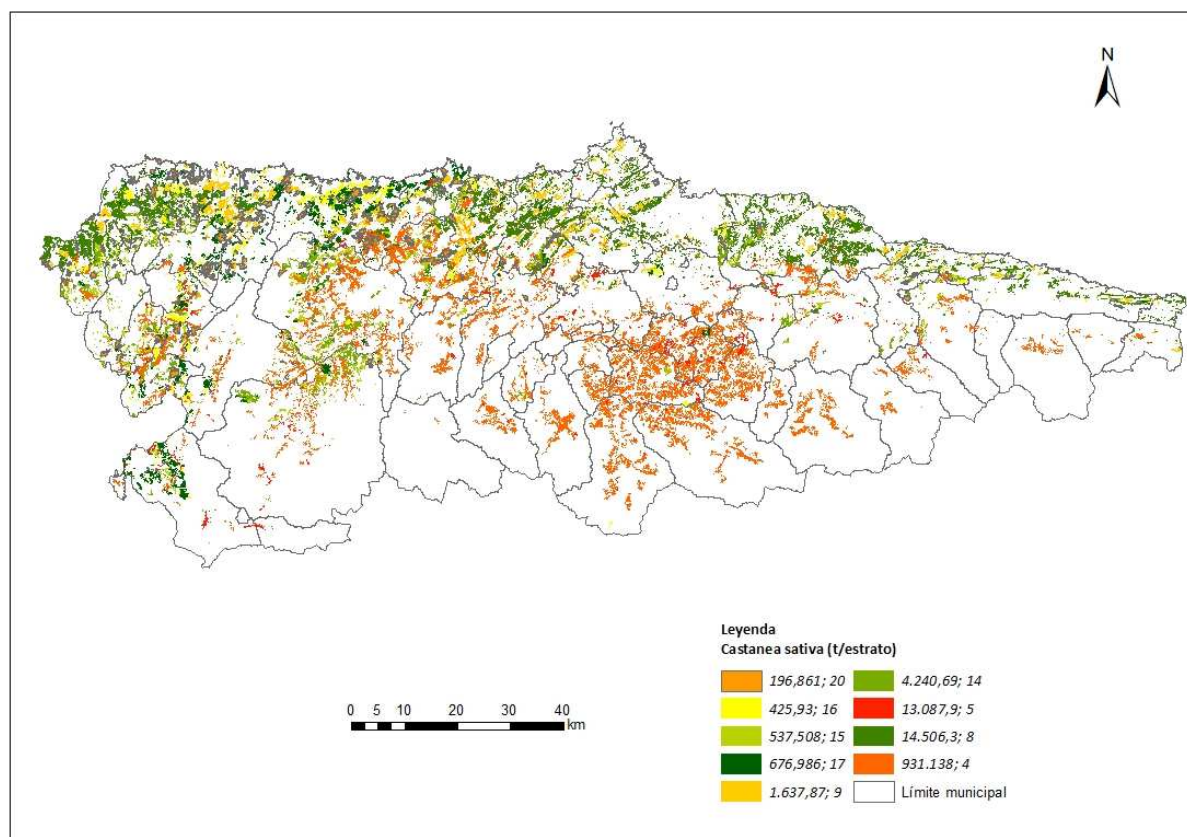 N
Leyenda
Castanea sativa (t/estrato)
196,861; 20
4.240,69; 14
425,93; 16
13.087,9; 5
537,508; 15
14.506,3; 8
676,986; 17
931.138; 4
1.637,87; 9
Límite municipal
0 5 10 20 30 40
km